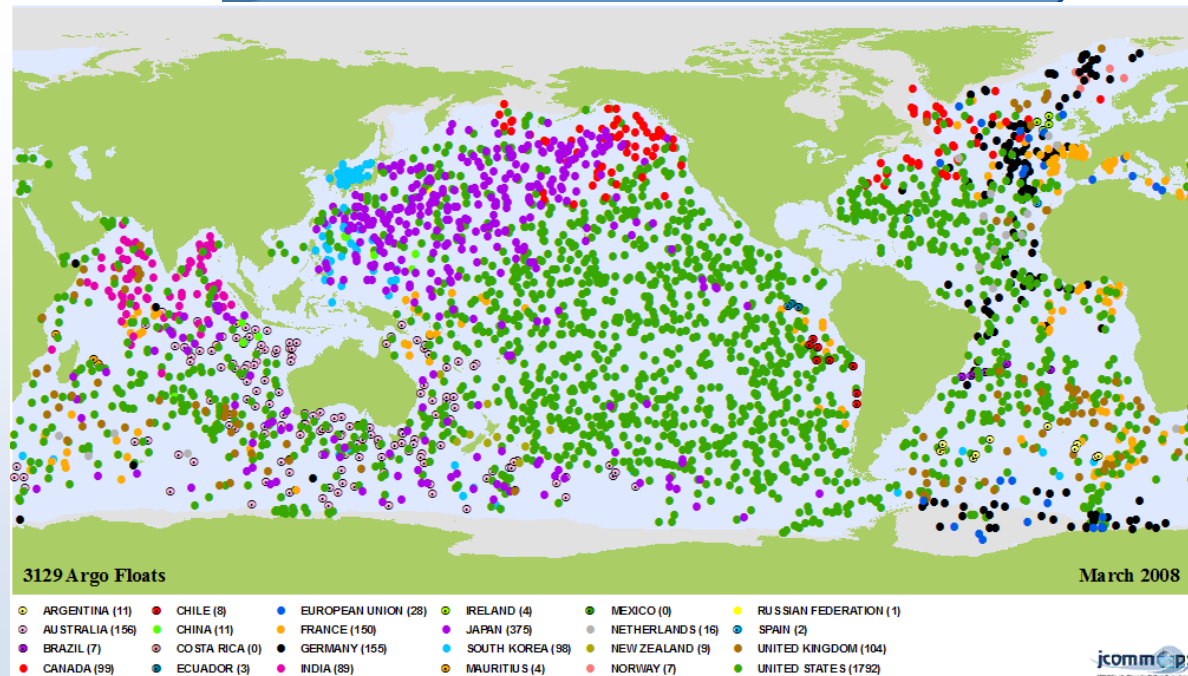 3129 Argo Floats
March 2008
ARGENTINA (11) CHILE (8) EUROPEAN UNION (28) IRELAND (4) MEXICO (0) RUSSIAN FEDERATION (1)
AUSTRALIA (156) CHINA (11) FRANCE (150) JAPAN (375) NETHERLANDS (16) SPAIN (2)
BRAZIL (7) COSTA RICA (0) GERMANY (155) SOUTH KOREA (98) NEW ZEALAND (9) UNITED KINGDOM (104)
CANADA (99) ECUADOR (3) INDIA (89) MAURITIUS (4) NORWAY (7) UNITED STATES (1792)
jcommops